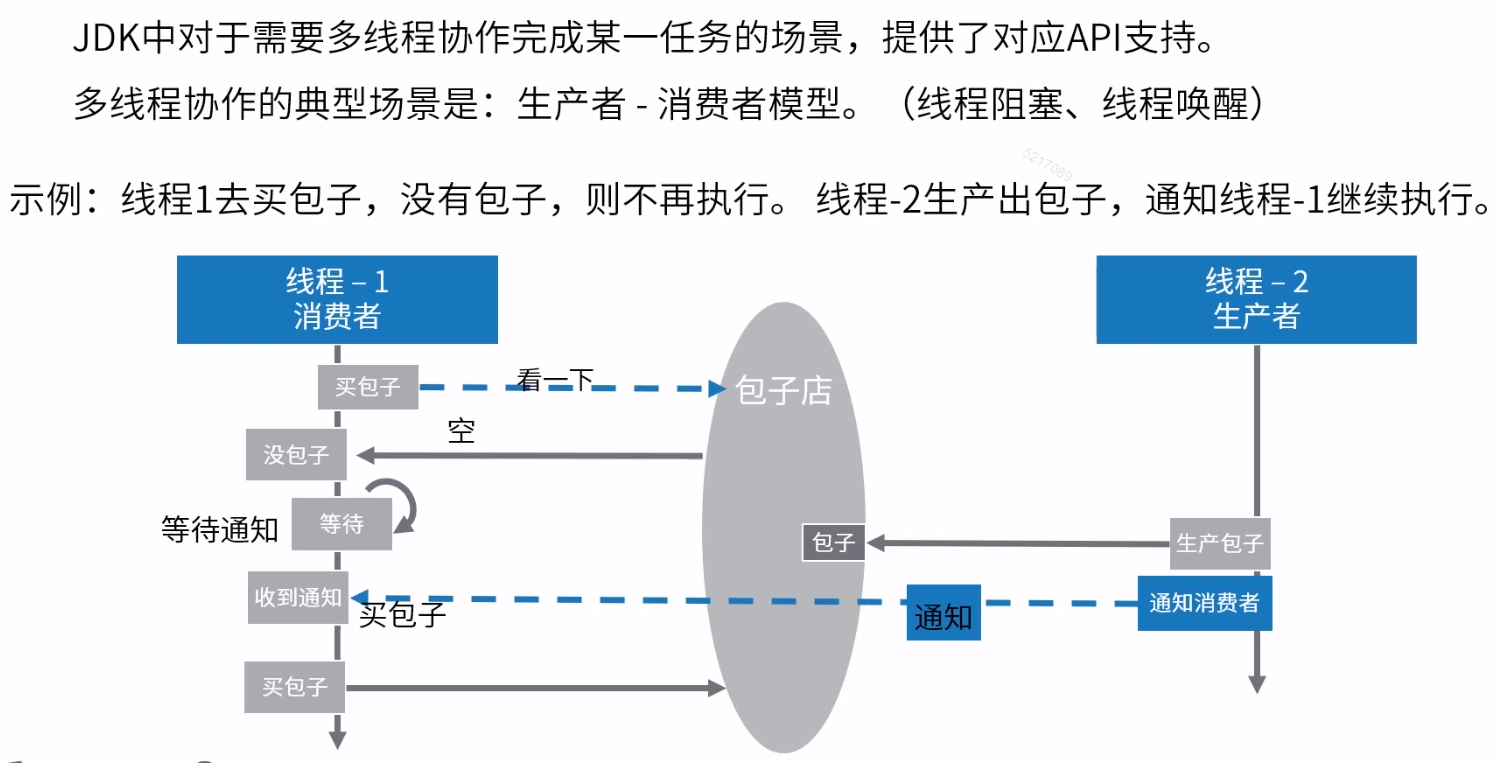 JDK中对于需要多线程协作完成某一任务的场景，提供了对应API支持。
多线程协作的典型场景是：生产者 - 消费者模型。（线程阻塞、线程唤醒）
5217089
示例：线程1去买包子，没有包子，则不再执行。 线程-2生产出包子，通知线程-1继续执行。
线程 – 1
消费者
线程 – 2
生产者
买包子
看一下
包子店
空
没包子
等待通知
等待
包子
生产包子
收到通知
买包子
通知
通知消费者
买包子